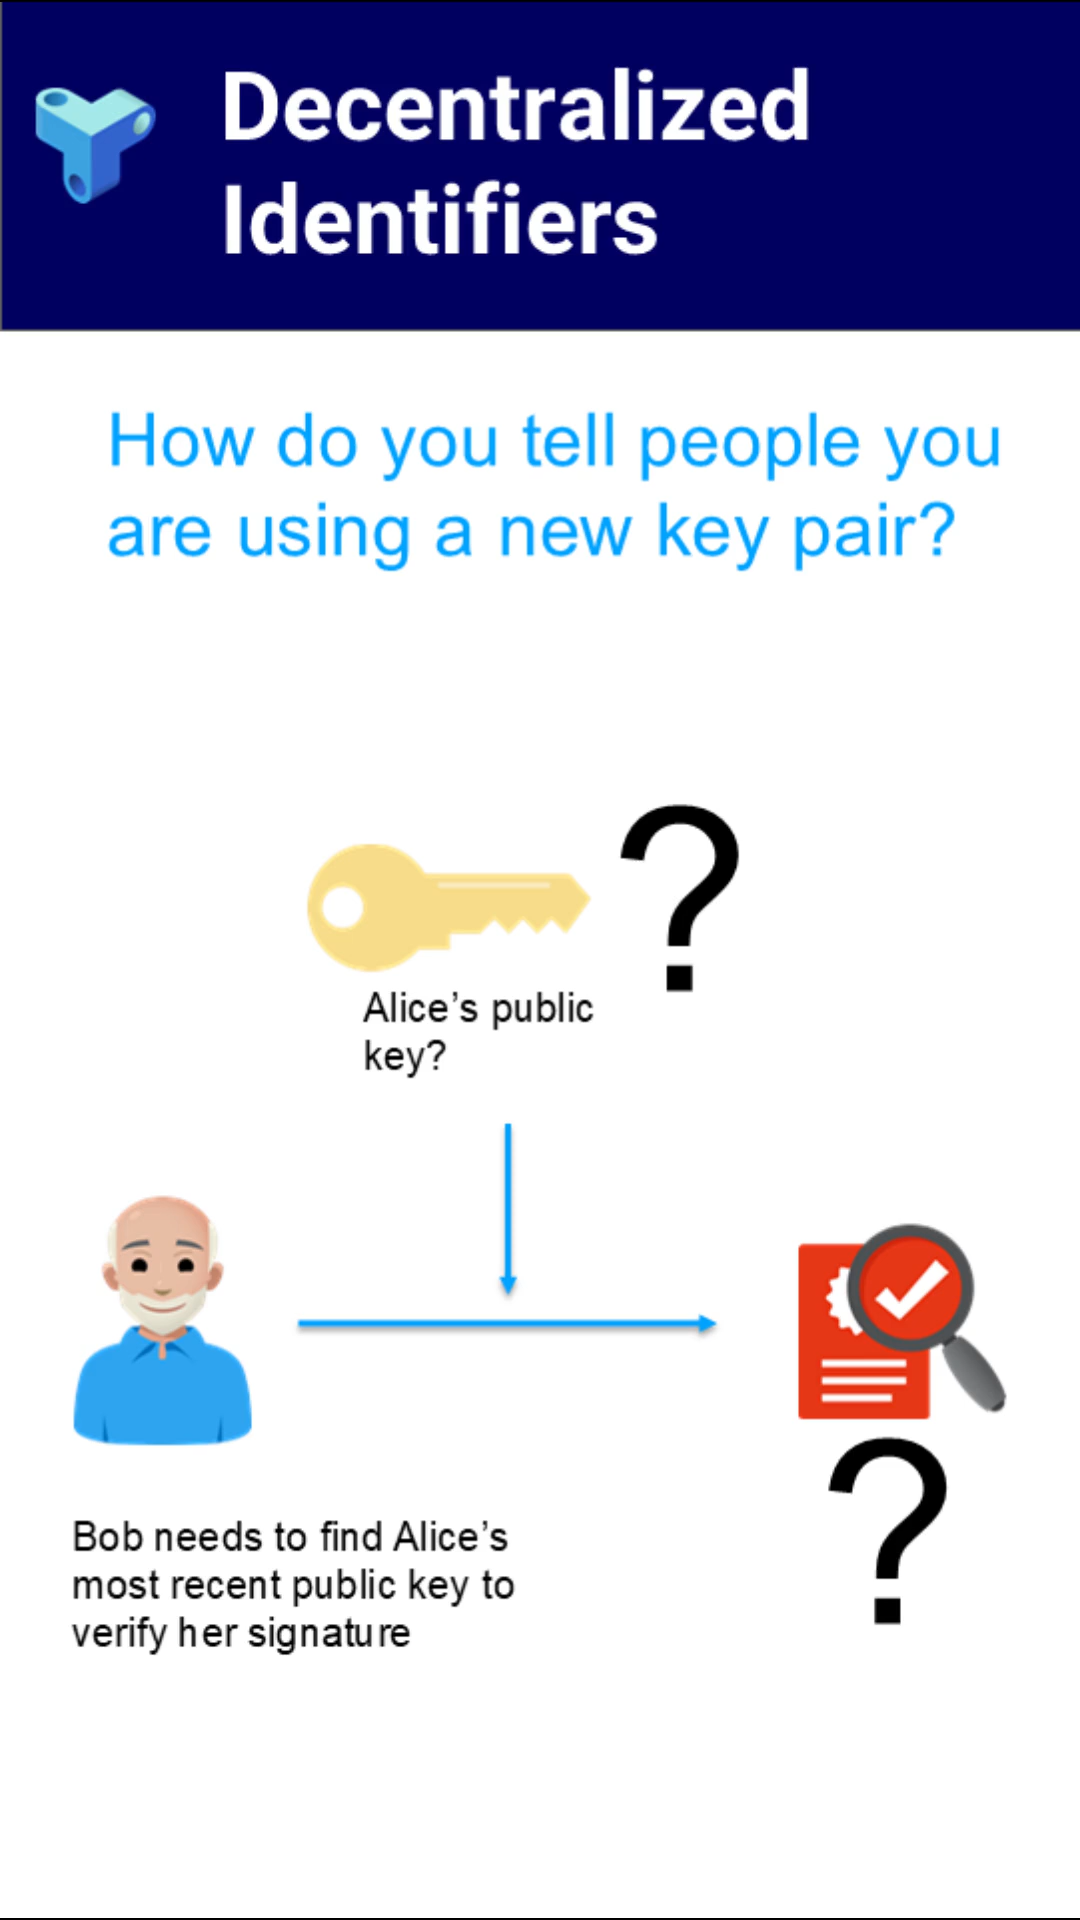 Decentralized
Identifiers
How do you tell people you
are using a new key pair?
?
Alice’s public
key?
Bob needs to find Alice’s
most recent public key to
verify her signature
?